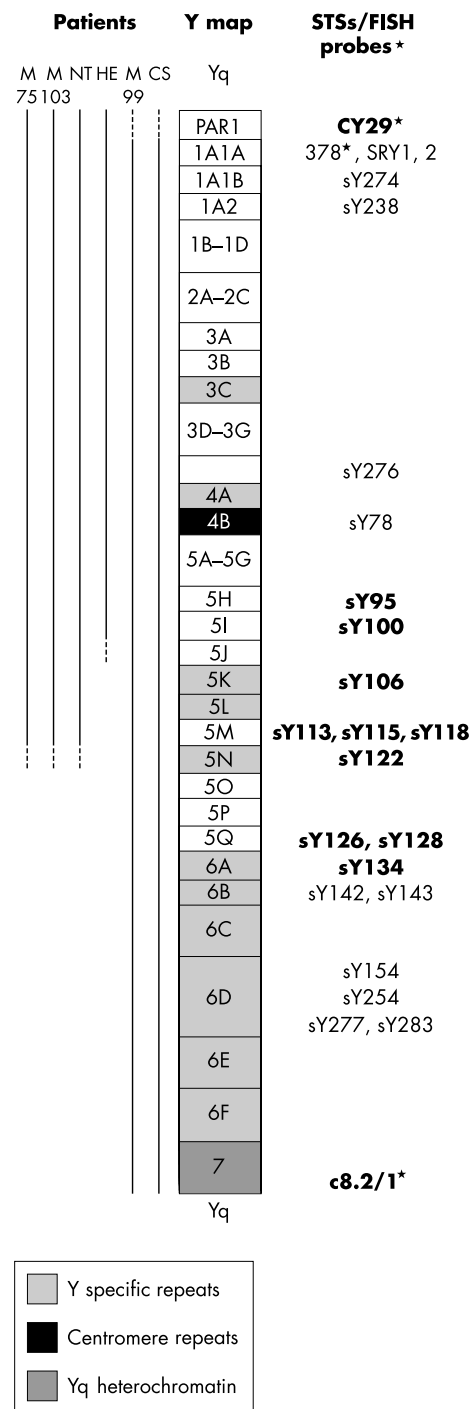 Patients Y map STSs/FISH
probes★
M M NT HE M CS Yq
75 103 99
PAR1 CY29★
1A1A 378★, SRY1, 2
1A1B sY274
1A2 sY238
1B–1D
2A–2C
3A
3B
3C
3D–3G
sY276
4A
4B sY78
5A–5G
5H sY95
5I sY100
5J
5K sY106
5L
5M sY113, sY115, sY118
5N sY122
5O
5P
5Q sY126, sY128
6A sY134
6B sY142, sY143
6C
sY154
6D sY254
sY277, sY283
6E
6F
7 c8.2/1★
Yq
Y specific repeats
Centromere repeats
Yq heterochromatin